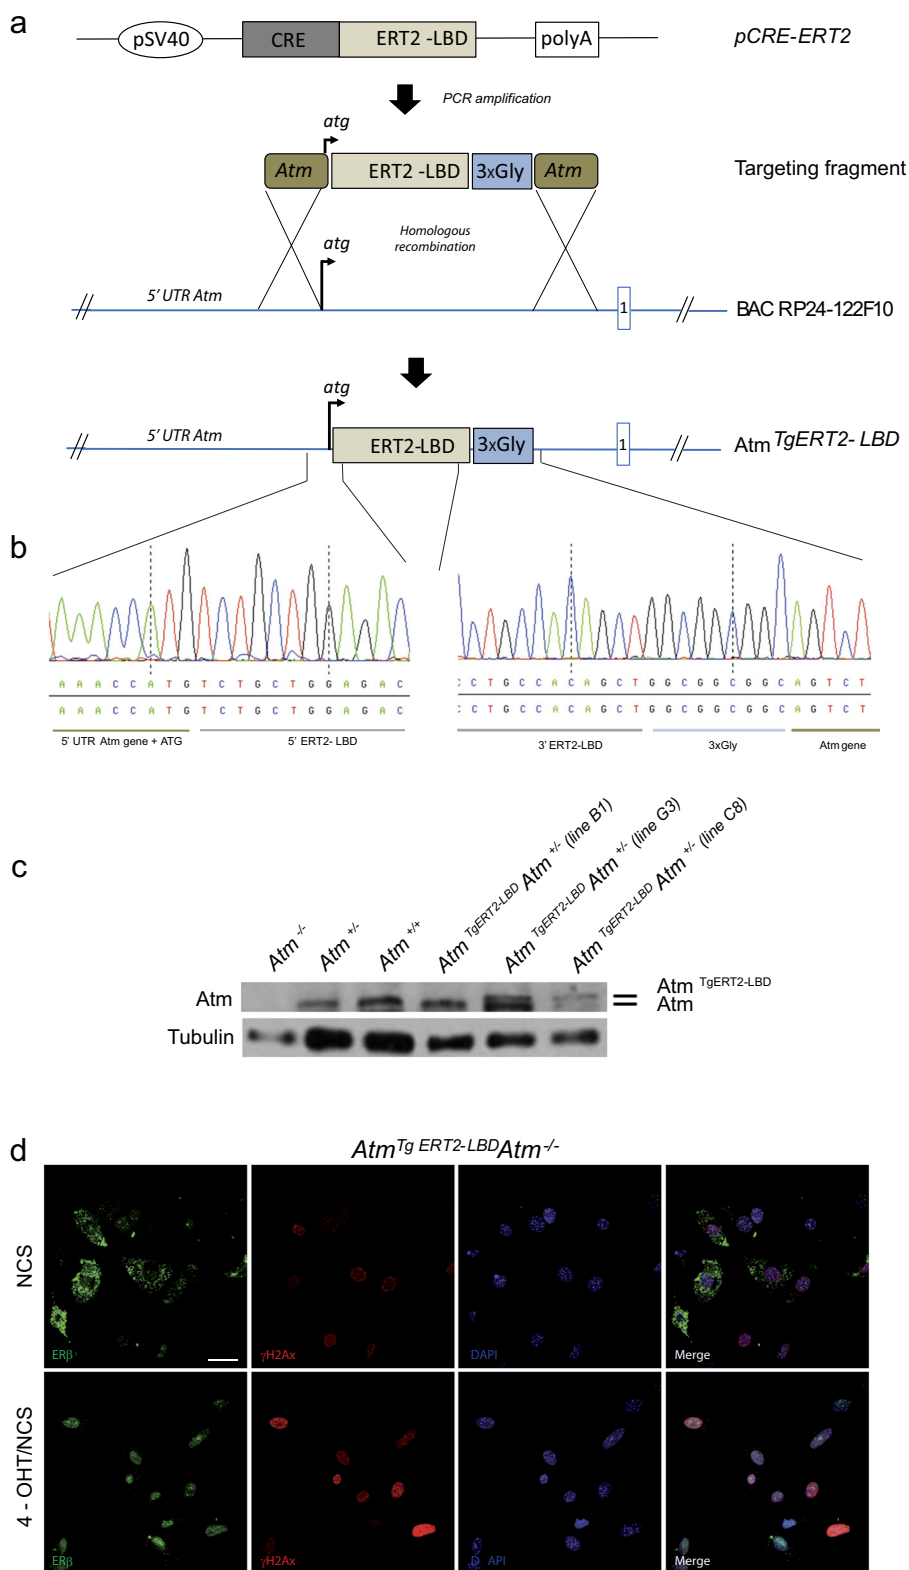 a
pSV40 CRE ERT2 -LBD polyA pCRE-ERT2
PCR amplification
atg
Atm ERT2 -LBD 3xGly Atm Targeting fragment
Homologous
recombination
atg
5' UTR Atm 1 BAC RP24-122F10
atg
5' UTR Atm ERT2-LBD 3xGly 1 Atm TgERT2- LBD
b
A A A C C A T G T C T G C T G G A G A C
A A A C C A T G T C T G C T G G A G A C
5' UTR Atm gene + ATG 5' ERT2- LBD
C C T G C C A C A G C T G G C G G C G G C A G T C T
C C T G C C A C A G C T G G C G G C G G C A G T C T
3' ERT2-LBD 3xGly Atm gene
c
Atm -/-
Atm +/-
Atm +/+
Atm TgERT2-LBD Atm +/- (line B1)
Atm TgERT2-LBD Atm +/- (line G3)
Atm TgERT2-LBD Atm +/- (line C8)
Atm
Atm TgERT2-LBD
Atm
Tubulin
d
Atm Tg ERT2-LBD Atm -/-
NCS
ERβ γH2Ax DAPI Merge
4 - OHT/NCS
ERβ γH2Ax D API Merge